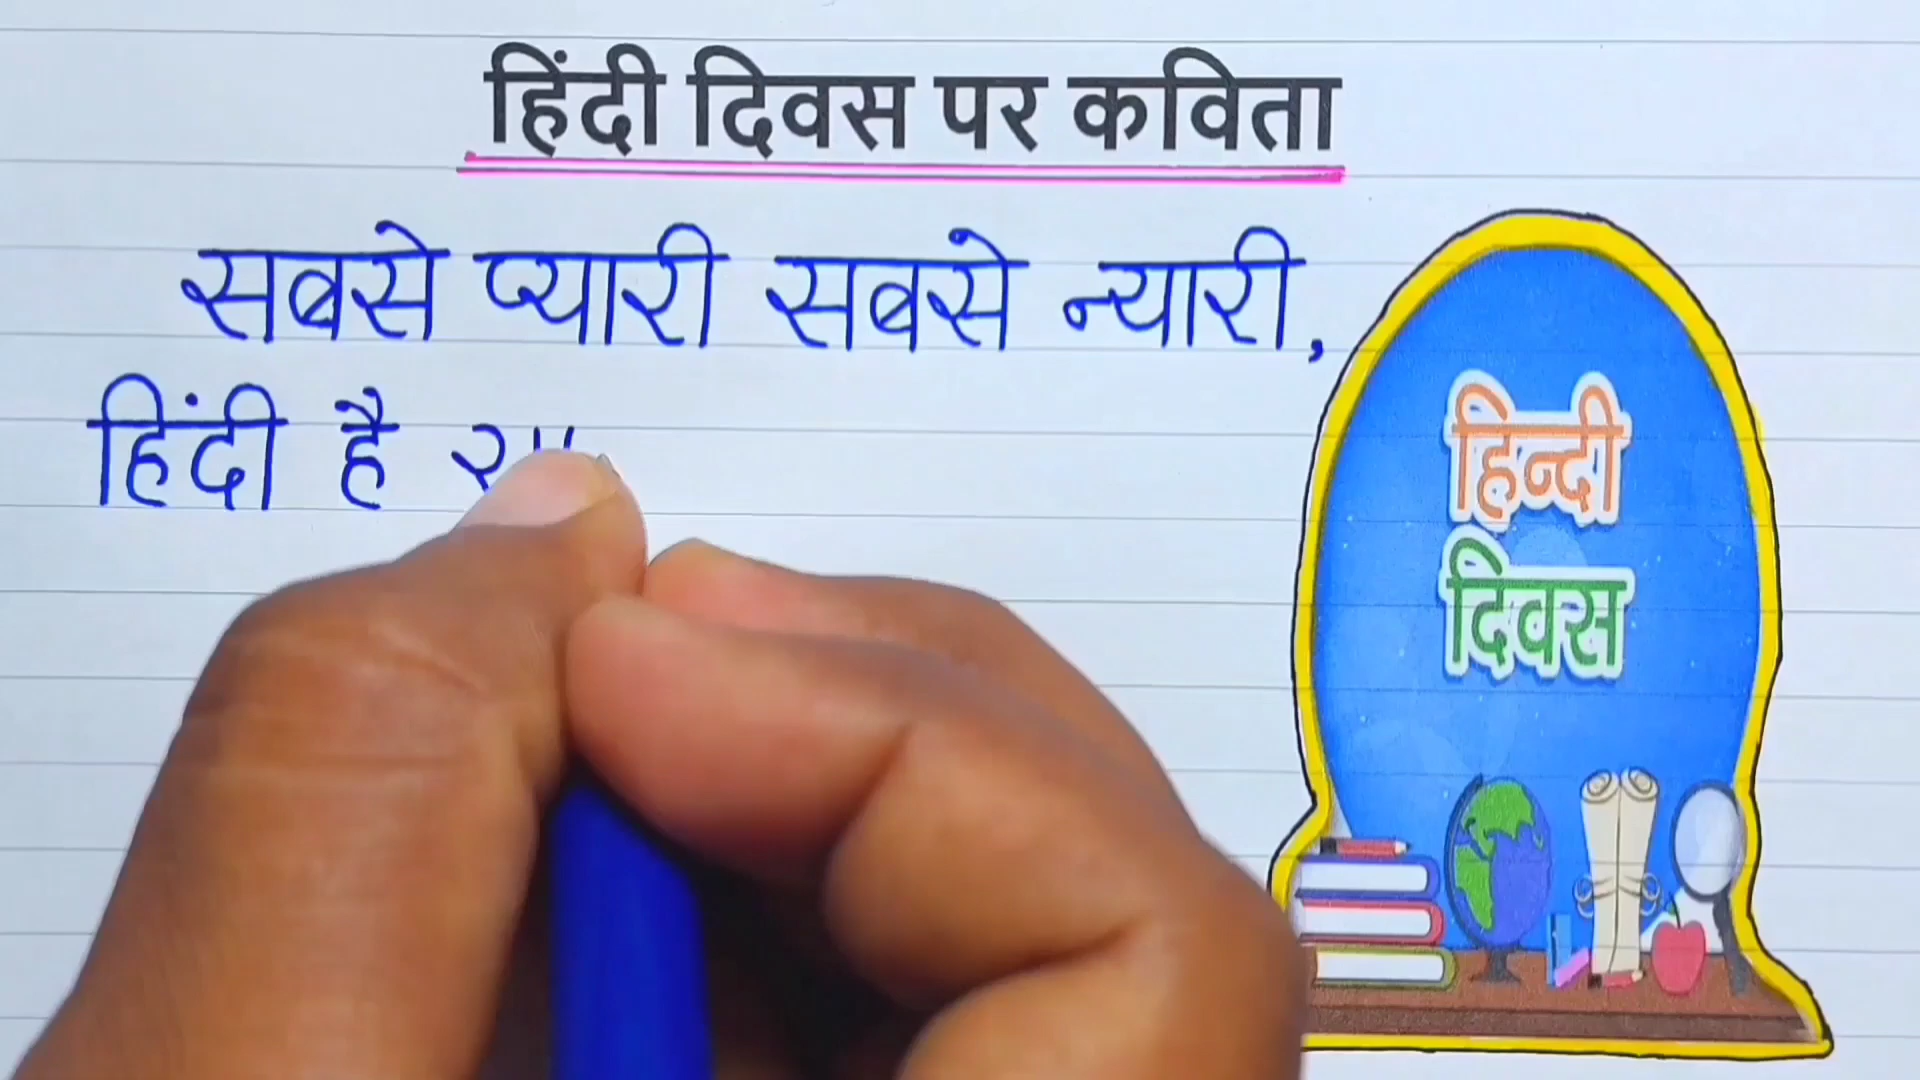 हिंदी दिवस पर कविता
सबसे प्यारी सबसे न्यारी,
हिंदी है
हिन्दी
दिवस